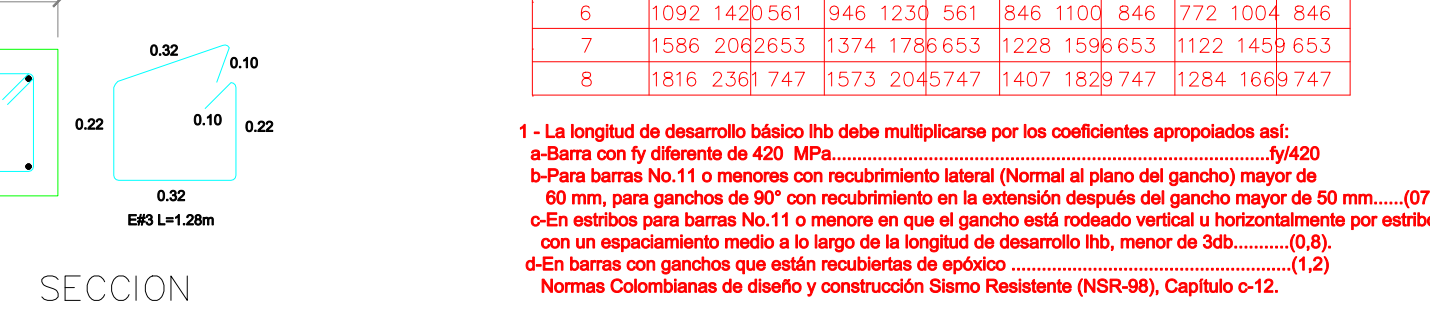 6 1092 1420 561 946 1230 561 846 1100 846 772 1004 846
7 1586 2062 653 1374 1786 653 1228 1596 653 1122 1459 653
8 1816 2361 747 1573 2045 747 1407 1829 747 1284 1669 747
0.32
0.10
0.22
0.10
0.22
0.32
E#3 L=1.28m
SECCION
1 - La longitud de desarrollo básico lhb debe multiplicarse por los coeficientes apropoiados así:
a-Barra con fy diferente de 420 MPa......................................................................................fy/420
b-Para barras No.11 o menores con recubrimiento lateral (Normal al plano del gancho) mayor de
60 mm, para ganchos de 90° con recubrimiento en la extensión después del gancho mayor de 50 mm......(07
c-En estribos para barras No.11 o menore en que el gancho está rodeado vertical u horizontalmente por estribo
con un espaciamiento medio a lo largo de la longitud de desarrollo lhb, menor de 3db...........(0,8).
d-En barras con ganchos que están recubiertas de epóxico .......................................................(1,2)
Normas Colombianas de diseño y construcción Sismo Resistente (NSR-98), Capítulo c-12.